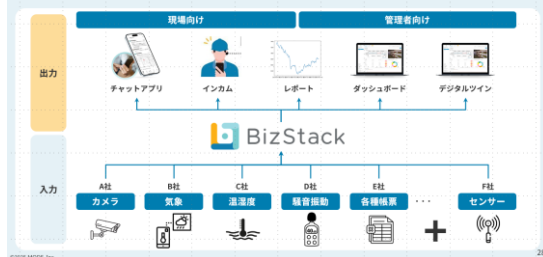 現場向け
管理者向け
出力
チャットアプリ
インカム
レポート
ダッシュボード
デジタルツイン
BizStack
入力
A社
B社
C社
D社
E社
F社
カメラ
気象
温湿度
騒音振動
各種帳票
・・・
センサー